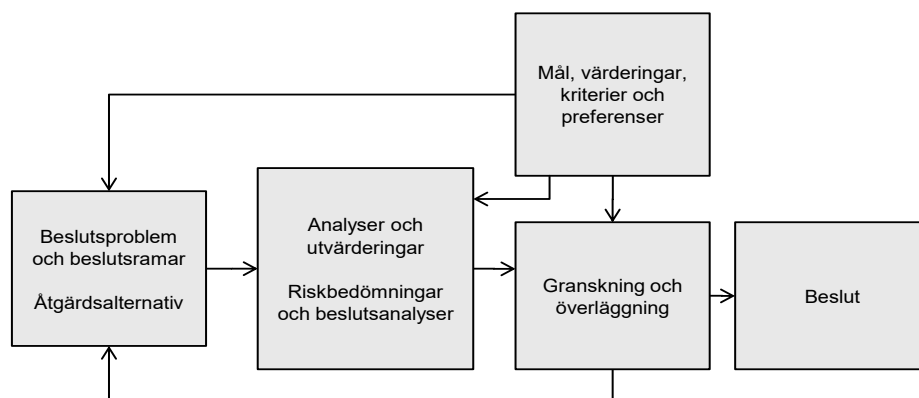 Mål, värderingar,
kriterier och
preferenser
Beslutsproblem
och beslutsramar
Åtgärdsalternativ
Analyser och
utvärderingar
Riskbedömningar
och beslutsanalyser
Granskning och
överläggning
Beslut